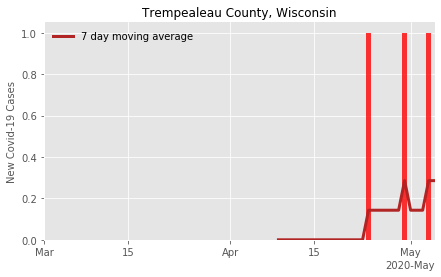 Trempealeau County, Wisconsin
7 day moving average
New Covid-19 Cases
1.0
0.8
0.6
0.4
0.2
0.0
Mar 15 Apr 15 May
2020-May